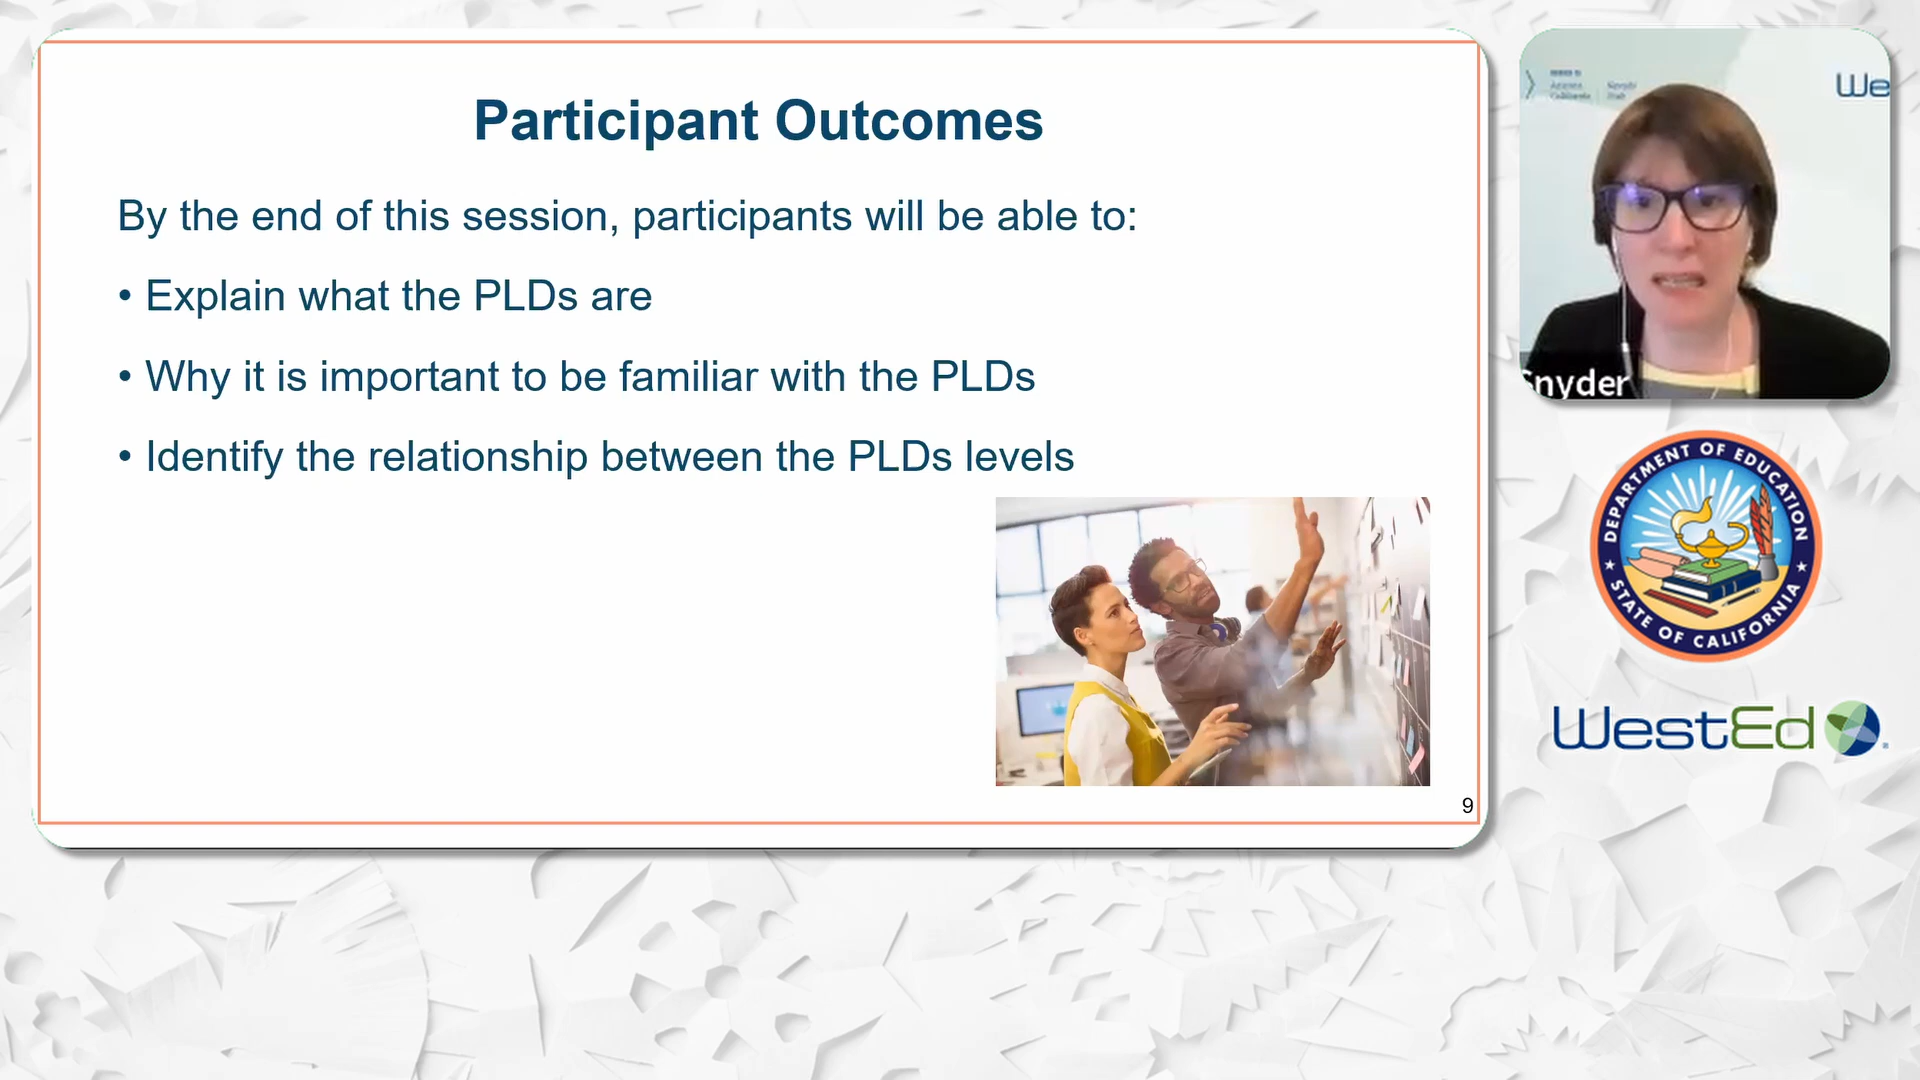 Participant Outcomes
By the end of this session, participants will be able to:
• Explain what the PLDs are
• Why it is important to be familiar with the PLDs
• Identify the relationship between the PLDs levels
9
We
Snyder
DEPARTMENT OF EDUCATION
STATE OF CALIFORNIA
WestEd